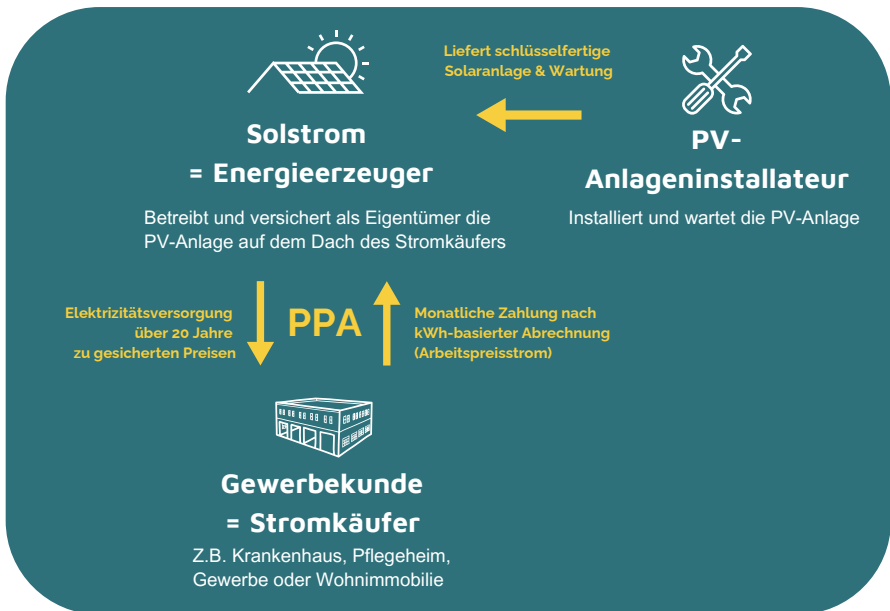 Liefert schlüsselfertige
Solaranlage & Wartung
Solstrom
= Energieerzeuger
Betreibt und versichert als Eigentümer die
PV-Anlage auf dem Dach des Stromkäufers
PV-
Anlageninstallateur
Installiert und wartet die PV-Anlage
Elektrizitätsversorgung
über 20 Jahre
zu gesicherten Preisen
PPA
Monatliche Zahlung nach
kWh-basierter Abrechnung
(Arbeitspreisstrom)
Gewerbekunde
= Stromkäufer
Z.B. Krankenhaus, Pflegeheim,
Gewerbe oder Wohnimmobilie